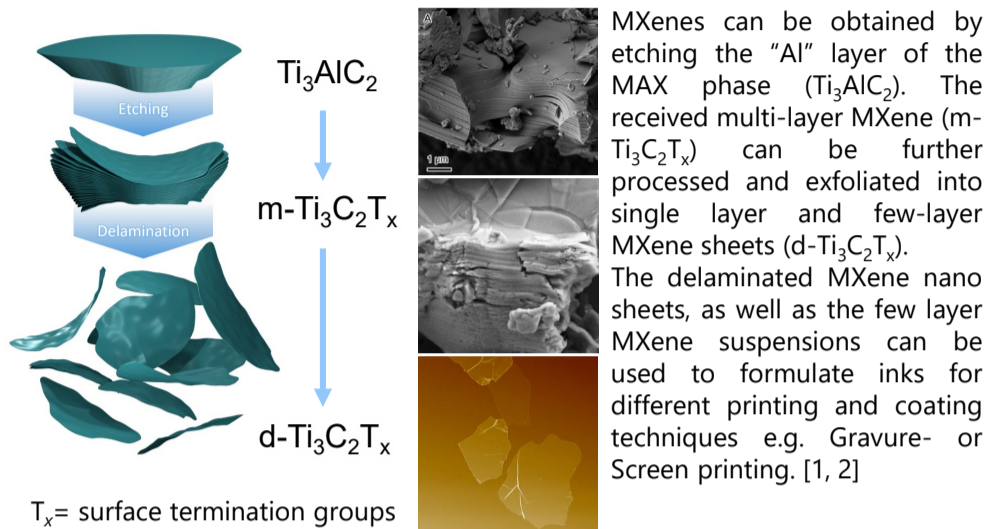 Etching
Delamination
Ti₃AlC₂
m-Ti₃C₂Tₓ
d-Ti₃C₂Tₓ
Tₓ= surface termination groups
A
1 μm
MXenes can be obtained by
etching the “Al” layer of the
MAX phase (Ti₃AlC₂). The
received multi-layer MXene (m-
Ti₃C₂Tₓ) can be further
processed and exfoliated into
single layer and few-layer
MXene sheets (d-Ti₃C₂Tₓ).
The delaminated MXene nano
sheets, as well as the few layer
MXene suspensions can be
used to formulate inks for
different printing and coating
techniques e.g. Gravure- or
Screen printing. [1, 2]